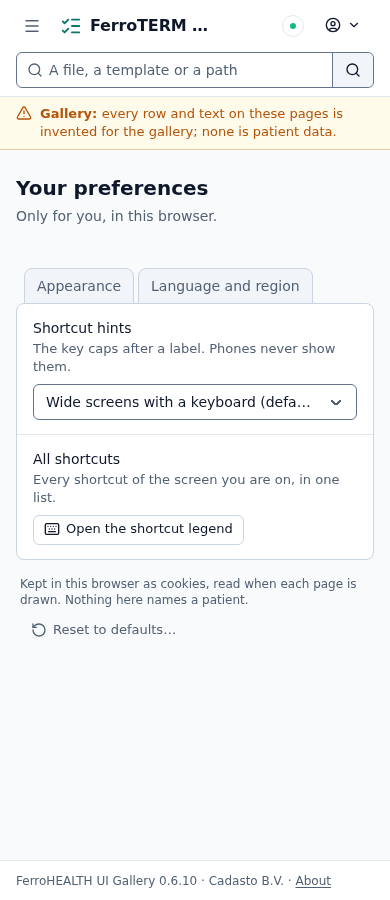 FerroTERM ...
A file, a template or a path
Gallery: every row and text on these pages is
invented for the gallery; none is patient data.
Your preferences
Only for you, in this browser.
Appearance
Language and region
Shortcut hints
The key caps after a label. Phones never show
them.
Wide screens with a keyboard (defa...
All shortcuts
Every shortcut of the screen you are on, in one
list.
Open the shortcut legend
Kept in this browser as cookies, read when each page is
drawn. Nothing here names a patient.
Reset to defaults...
FerroHEALTH UI Gallery 0.6.10 · Cadasto B.V. · About